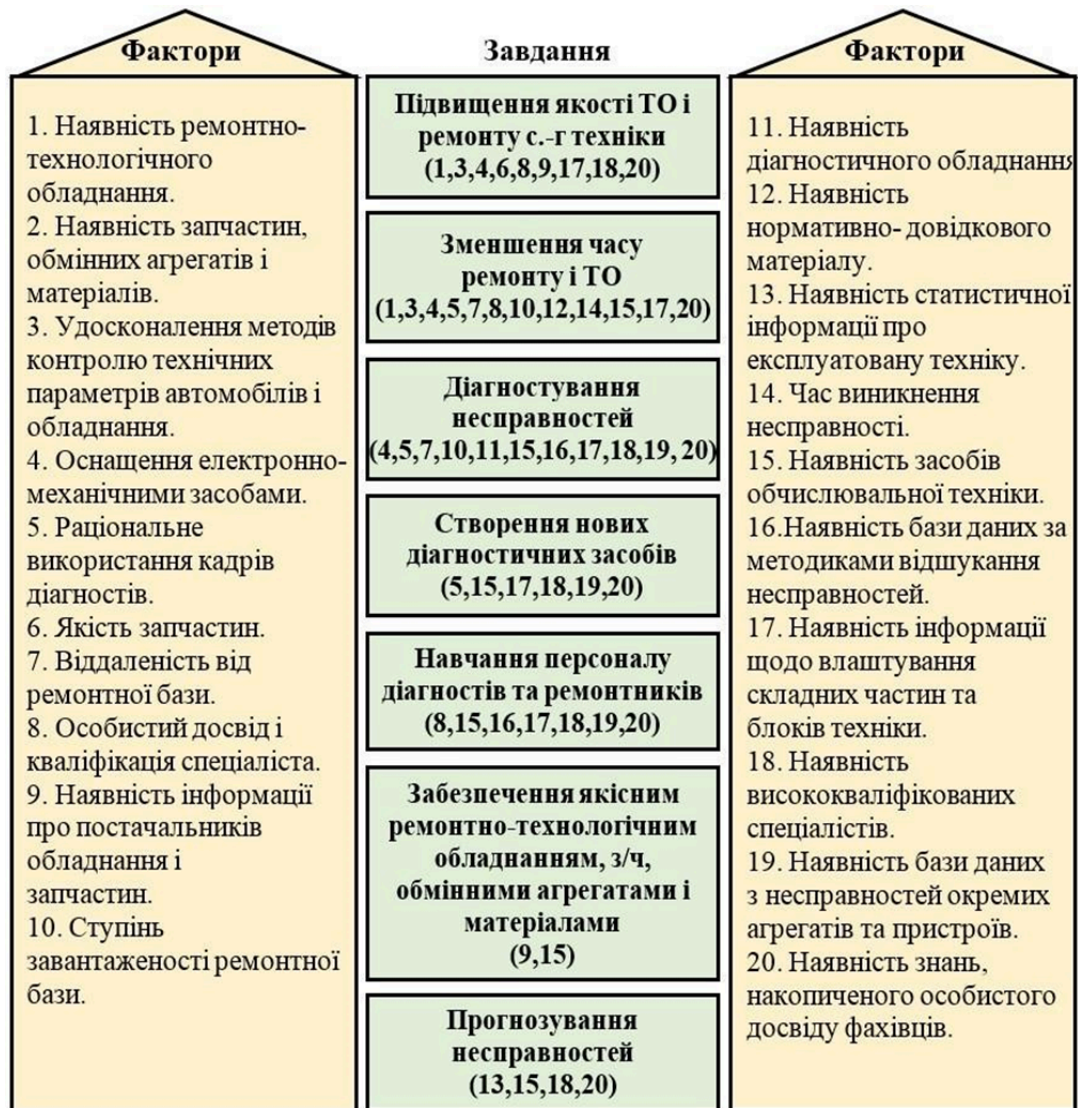 Фактори
1. Наявність ремонтно-
технологічного
обладнання.
2. Наявність запчастин,
обмінних агрегатів і
матеріалів.
3. Удосконалення методів
контролю технічних
параметрів автомобілів і
обладнання.
4. Оснащення електронно-
механічними засобами.
5. Раціональне
використання кадрів
діагностів.
6. Якість запчастин.
7. Віддаленість від
ремонтної бази.
8. Особистий досвід і
кваліфікація спеціаліста.
9. Наявність інформації
про постачальників
обладнання і
запчастин.
10. Ступінь
завантаженості ремонтної
бази.
Завдання
Підвищення якості ТО і
ремонту с.-г техніки
(1,3,4,6,8,9,17,18,20)
Зменшення часу
ремонту і ТО
(1,3,4,5,7,8,10,12,14,15,17,20)
Діагностування
несправностей
(4,5,7,10,11,15,16,17,18,19, 20)
Створення нових
діагностичних засобів
(5,15,17,18,19,20)
Навчання персоналу
діагностів та ремонтників
(8,15,16,17,18,19,20)
Забезпечення якісним
ремонтно-технологічним
обладнанням, з/ч,
обмінними агрегатами і
матеріалами
(9,15)
Прогнозування
несправностей
(13,15,18,20)
Фактори
11. Наявність
діагностичного обладнання
12. Наявність
нормативно- довідкового
матеріалу.
13. Наявність статистичної
інформації про
експлуатовану техніку.
14. Час виникнення
несправності.
15. Наявність засобів
обчислювальної техніки.
16.Наявність бази даних за
методиками відшукання
несправностей.
17. Наявність інформації
щодо влаштування
складних частин та
блоків техніки.
18. Наявність
висококваліфікованих
спеціалістів.
19. Наявність бази даних
з несправностей окремих
агрегатів та пристроїв.
20. Наявність знань,
накопиченого особистого
досвіду фахівців.